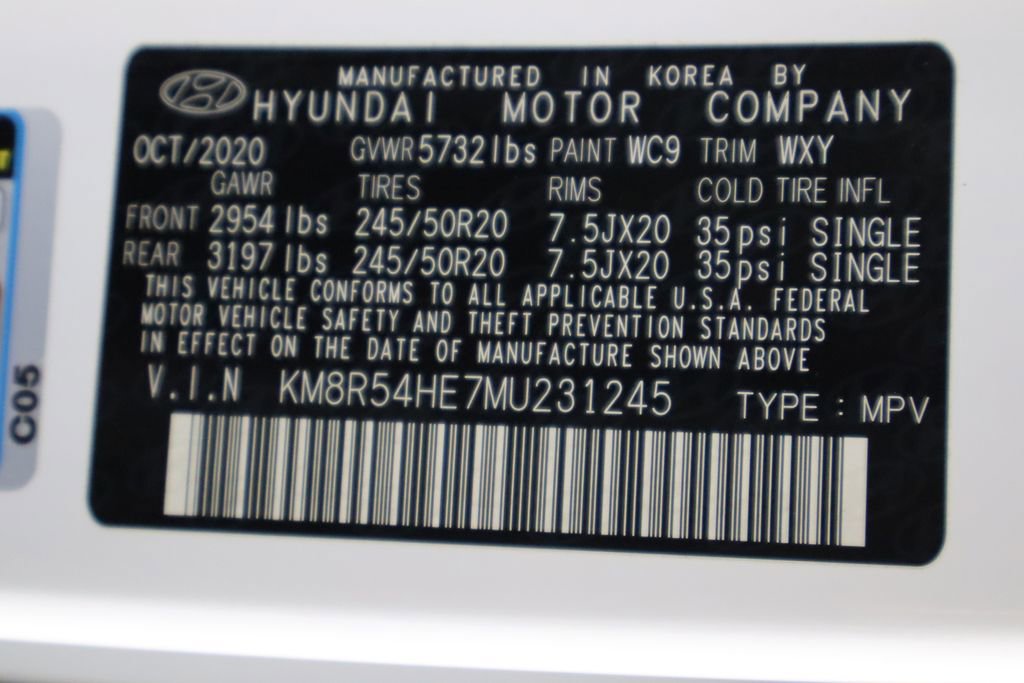 MANUFACTURED IN KOREA BY
HYUNDAI MOTOR COMPANY
OCT/2020 GVWR 5732 lbs PAINT WC9 TRIM WXY
GAWR TIRES RIMS COLD TIRE INFL
FRONT 2954 lbs 245/50R20 7.5JX20 35psi SINGLE
REAR 3197 lbs 245/50R20 7.5JX20 35psi SINGLE
THIS VEHICLE CONFORMS TO ALL APPLICABLE U.S.A. FEDERAL
MOTOR VEHICLE SAFETY AND THEFT PREVENTION STANDARDS
IN EFFECT ON THE DATE OF MANUFACTURE SHOWN ABOVE
V.I.N KM8R54HE7MU231245 TYPE : MPV
C05